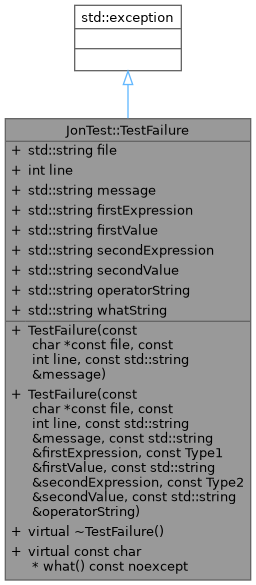 std::exception
JonTest::TestFailure
+ std::string file
+ int line
+ std::string message
+ std::string firstExpression
+ std::string firstValue
+ std::string secondExpression
+ std::string secondValue
+ std::string operatorString
+ std::string whatString
+ TestFailure(const
char *const file, const
int line, const std::string
&message)
+ TestFailure(const
char *const file, const
int line, const std::string
&message, const std::string
&firstExpression, const Type1
&firstValue, const std::string
&secondExpression, const Type2
&secondValue, const std::string
&operatorString)
+ virtual ~TestFailure()
+ virtual const char
* what() const noexcept